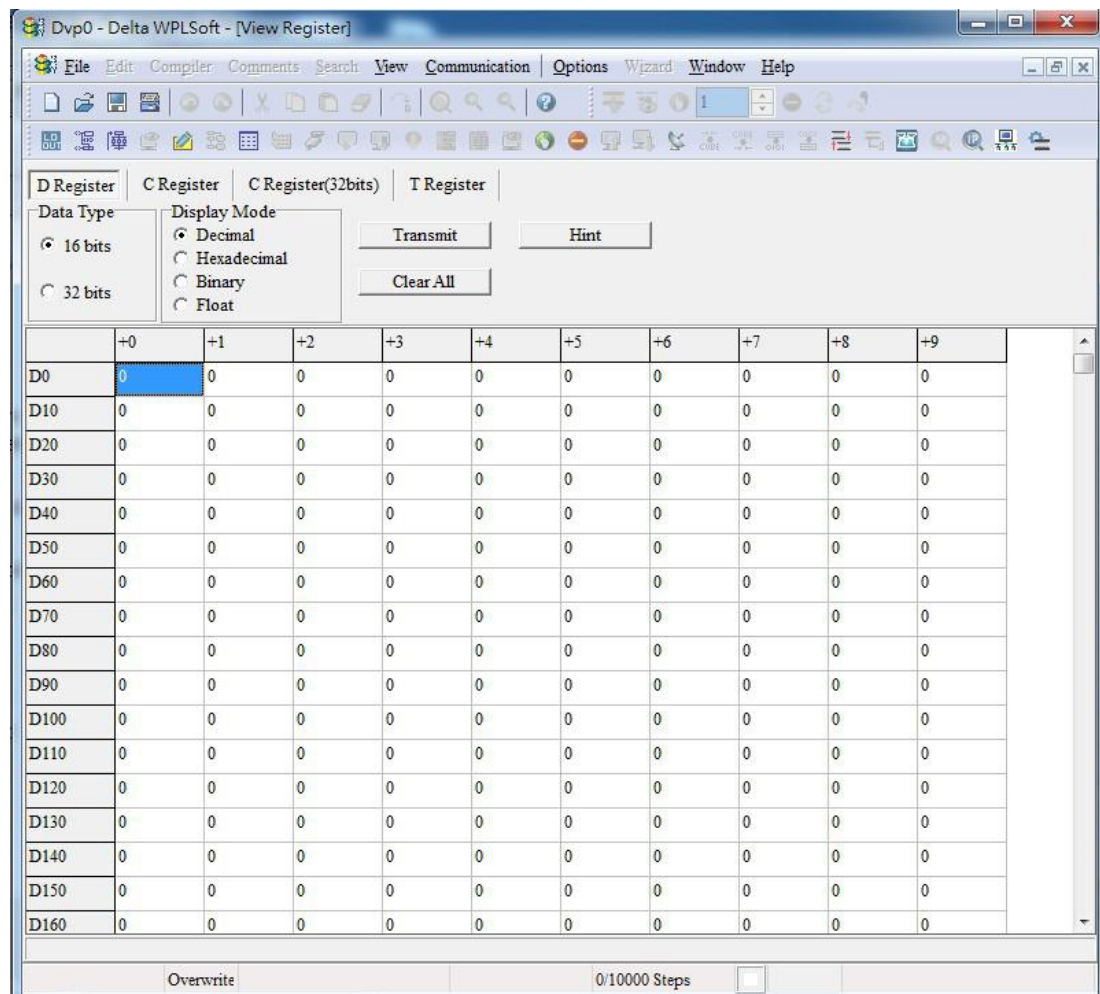 Dvp0 - Delta WPLSoft - [View Register]
File Edit Compiler Comments Search View Communication Options Wizard Window Help
1
D Register C Register C Register(32bits) T Register
Data Type Display Mode
16 bits Decimal Transmit Hint
Hexadecimal
32 bits Binary Clear All
Float
+0 +1 +2 +3 +4 +5 +6 +7 +8 +9
D0 0 0 0 0 0 0 0 0 0 0
D10 0 0 0 0 0 0 0 0 0 0
D20 0 0 0 0 0 0 0 0 0 0
D30 0 0 0 0 0 0 0 0 0 0
D40 0 0 0 0 0 0 0 0 0 0
D50 0 0 0 0 0 0 0 0 0 0
D60 0 0 0 0 0 0 0 0 0 0
D70 0 0 0 0 0 0 0 0 0 0
D80 0 0 0 0 0 0 0 0 0 0
D90 0 0 0 0 0 0 0 0 0 0
D100 0 0 0 0 0 0 0 0 0 0
D110 0 0 0 0 0 0 0 0 0 0
D120 0 0 0 0 0 0 0 0 0 0
D130 0 0 0 0 0 0 0 0 0 0
D140 0 0 0 0 0 0 0 0 0 0
D150 0 0 0 0 0 0 0 0 0 0
D160 0 0 0 0 0 0 0 0 0 0
Overwrite 0/10000 Steps